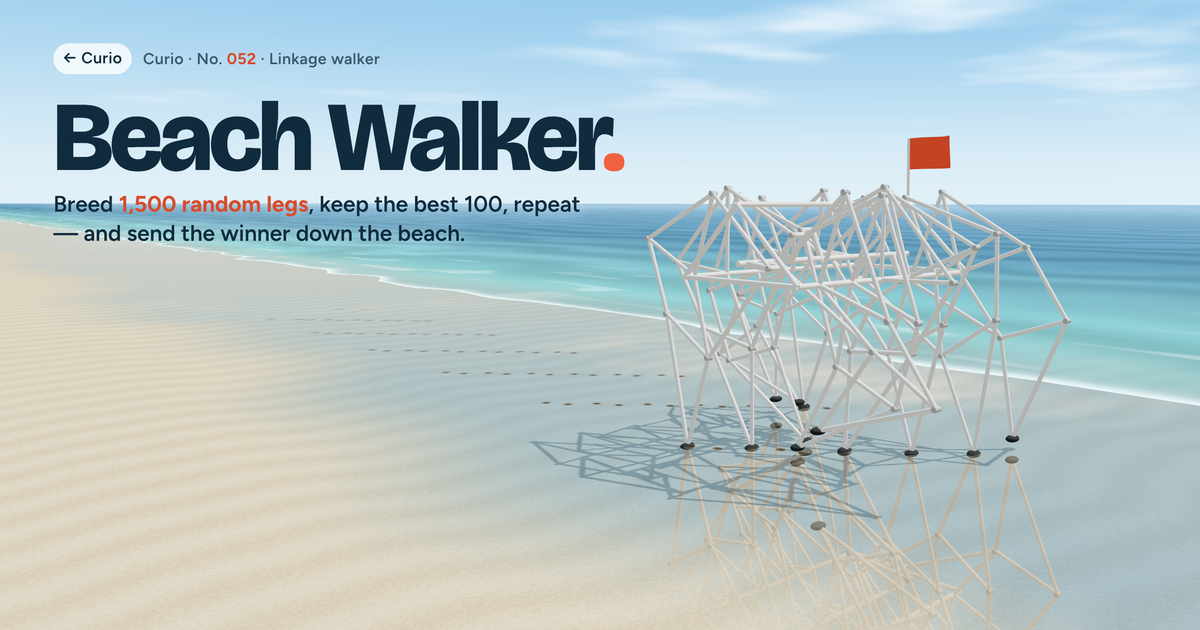 ← Curio
Curio · No. 052 · Linkage walker
Beach Walker.
Breed 1,500 random legs, keep the best 100, repeat
— and send the winner down the beach.